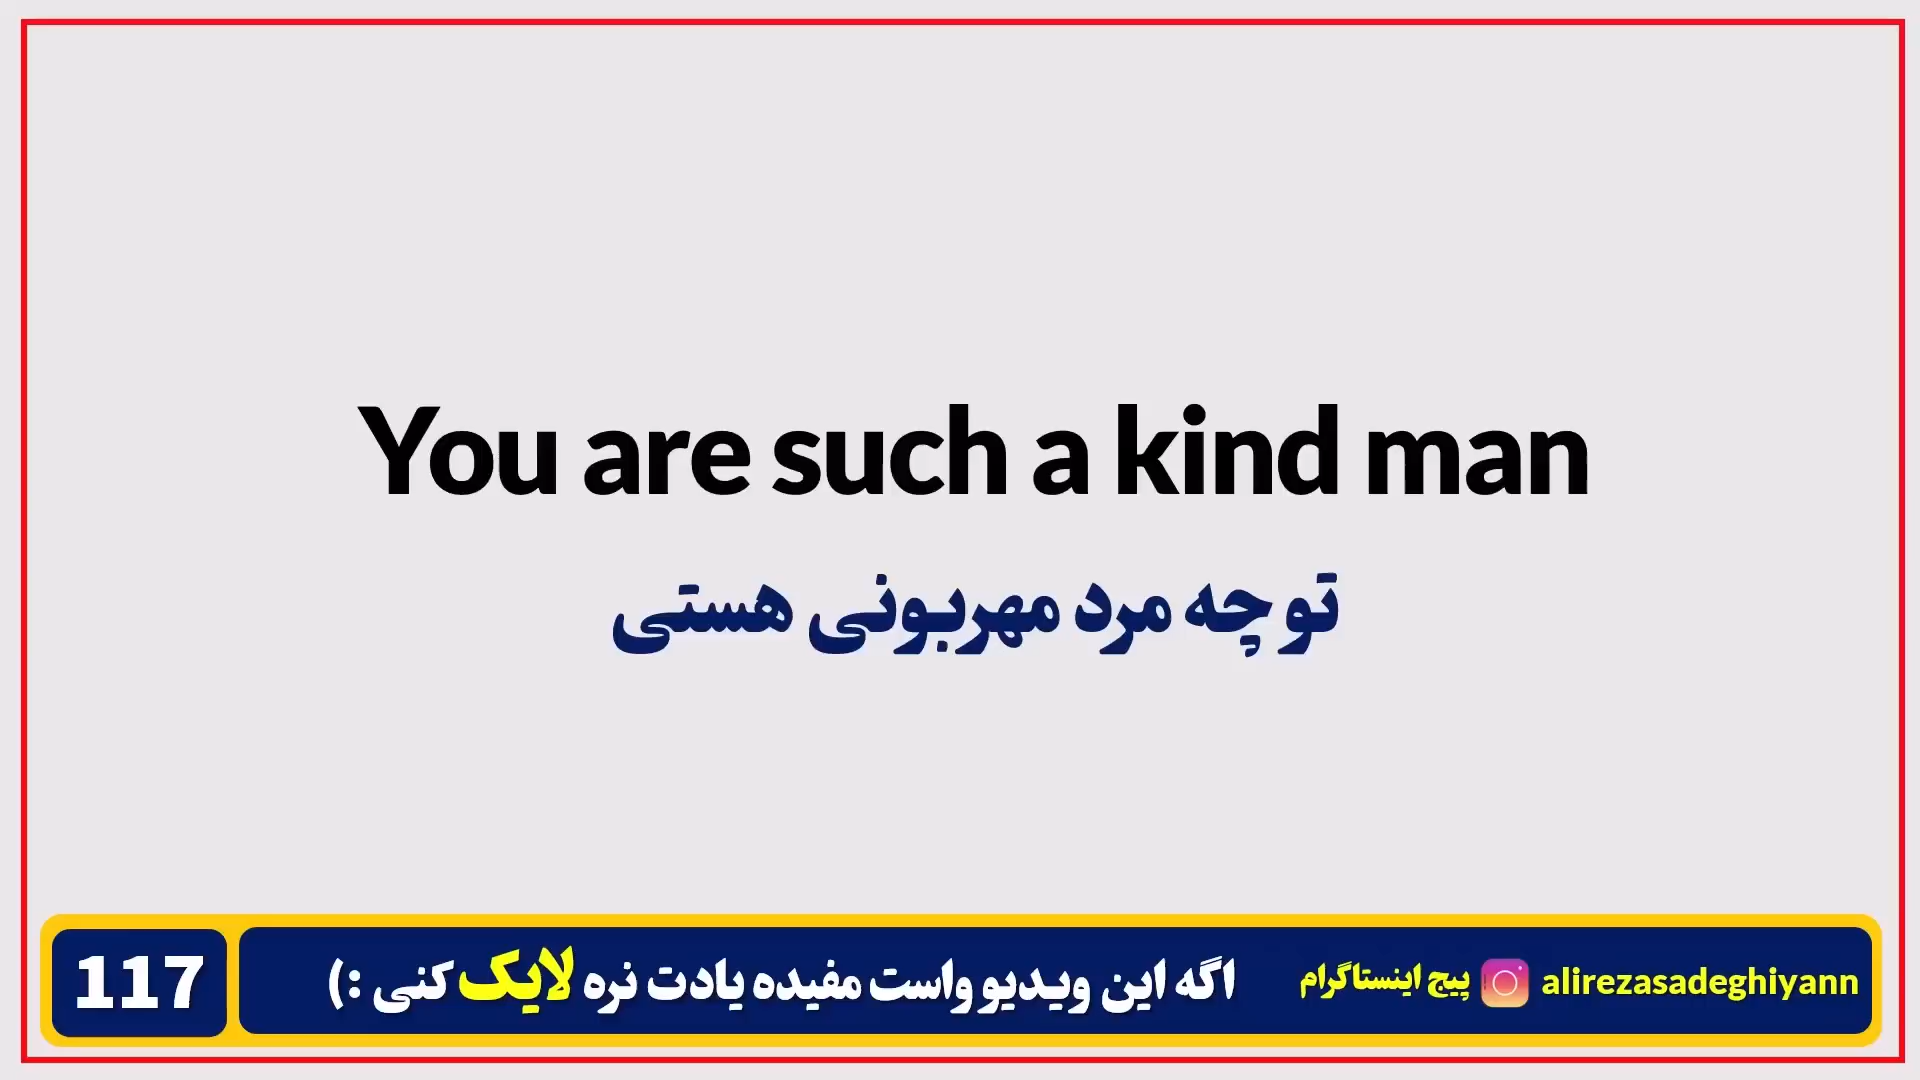 You are such a kind man
تو چه مرد مهربونی هستی
117
اگه این ویدیو واست مفیده یادت نره لایک کنی :)
پیج اینستاگرام alirezasadeghiyann